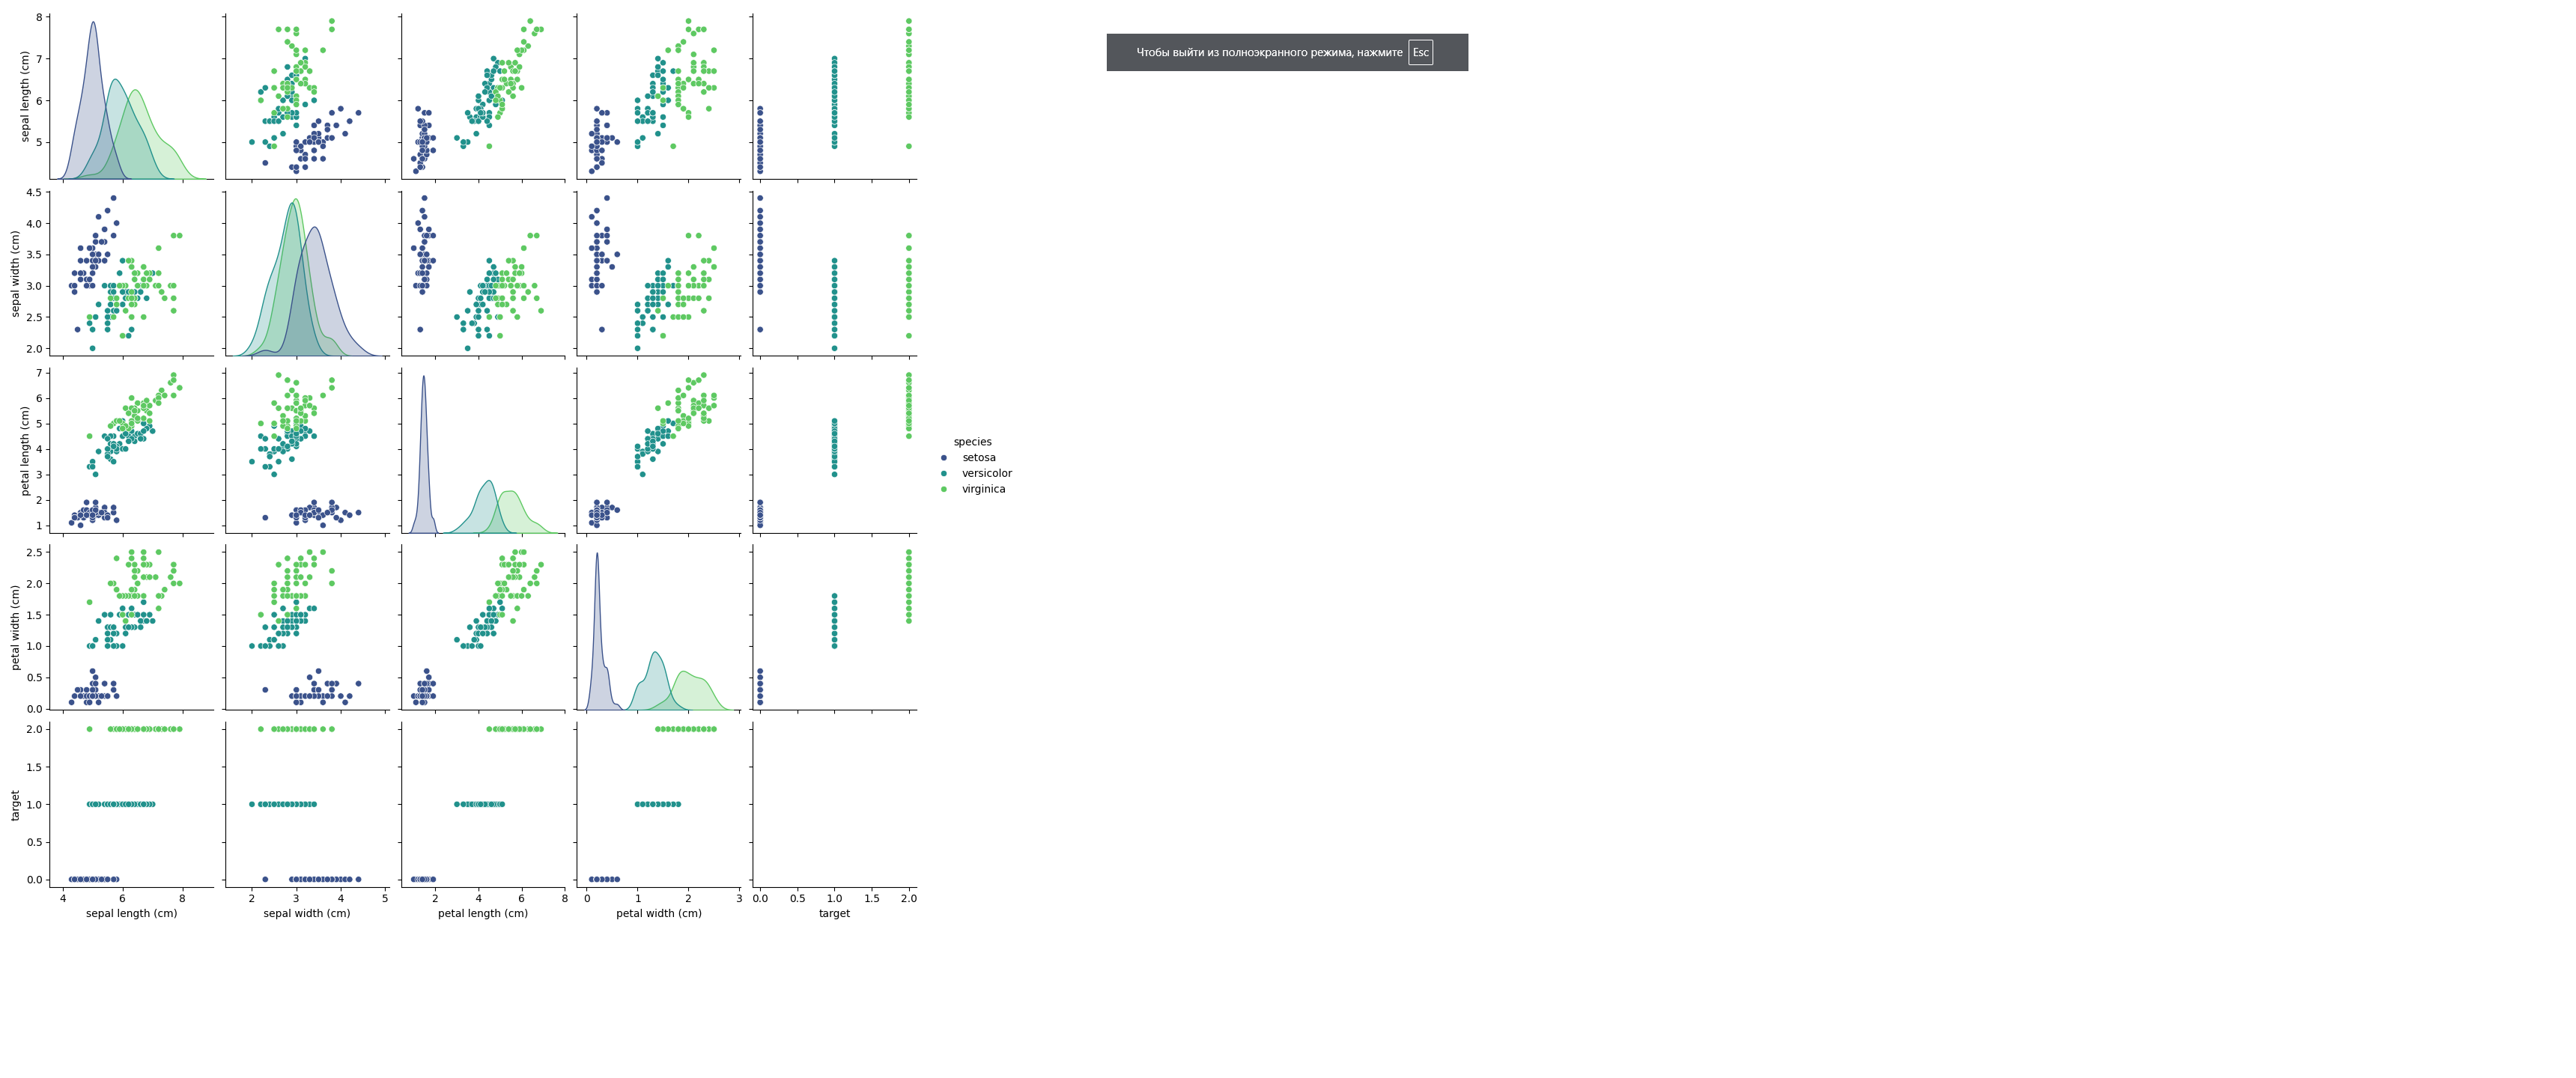 Чтобы выйти из полноэкранного режима, нажмите Esc
sepal length (cm)
8
7
6
5
sepal width (cm)
4.5
4.0
3.5
3.0
2.5
2.0
petal length (cm)
7
6
5
4
3
2
1
species
setosa
versicolor
virginica
petal width (cm)
2.5
2.0
1.5
1.0
0.5
0.0
target
2.0
1.5
1.0
0.5
0.0
4 6 8 2 3 4 5 2 4 6 8 0 1 2 3 0.0 0.5 1.0 1.5 2.0
sepal length (cm) sepal width (cm) petal length (cm) petal width (cm) target